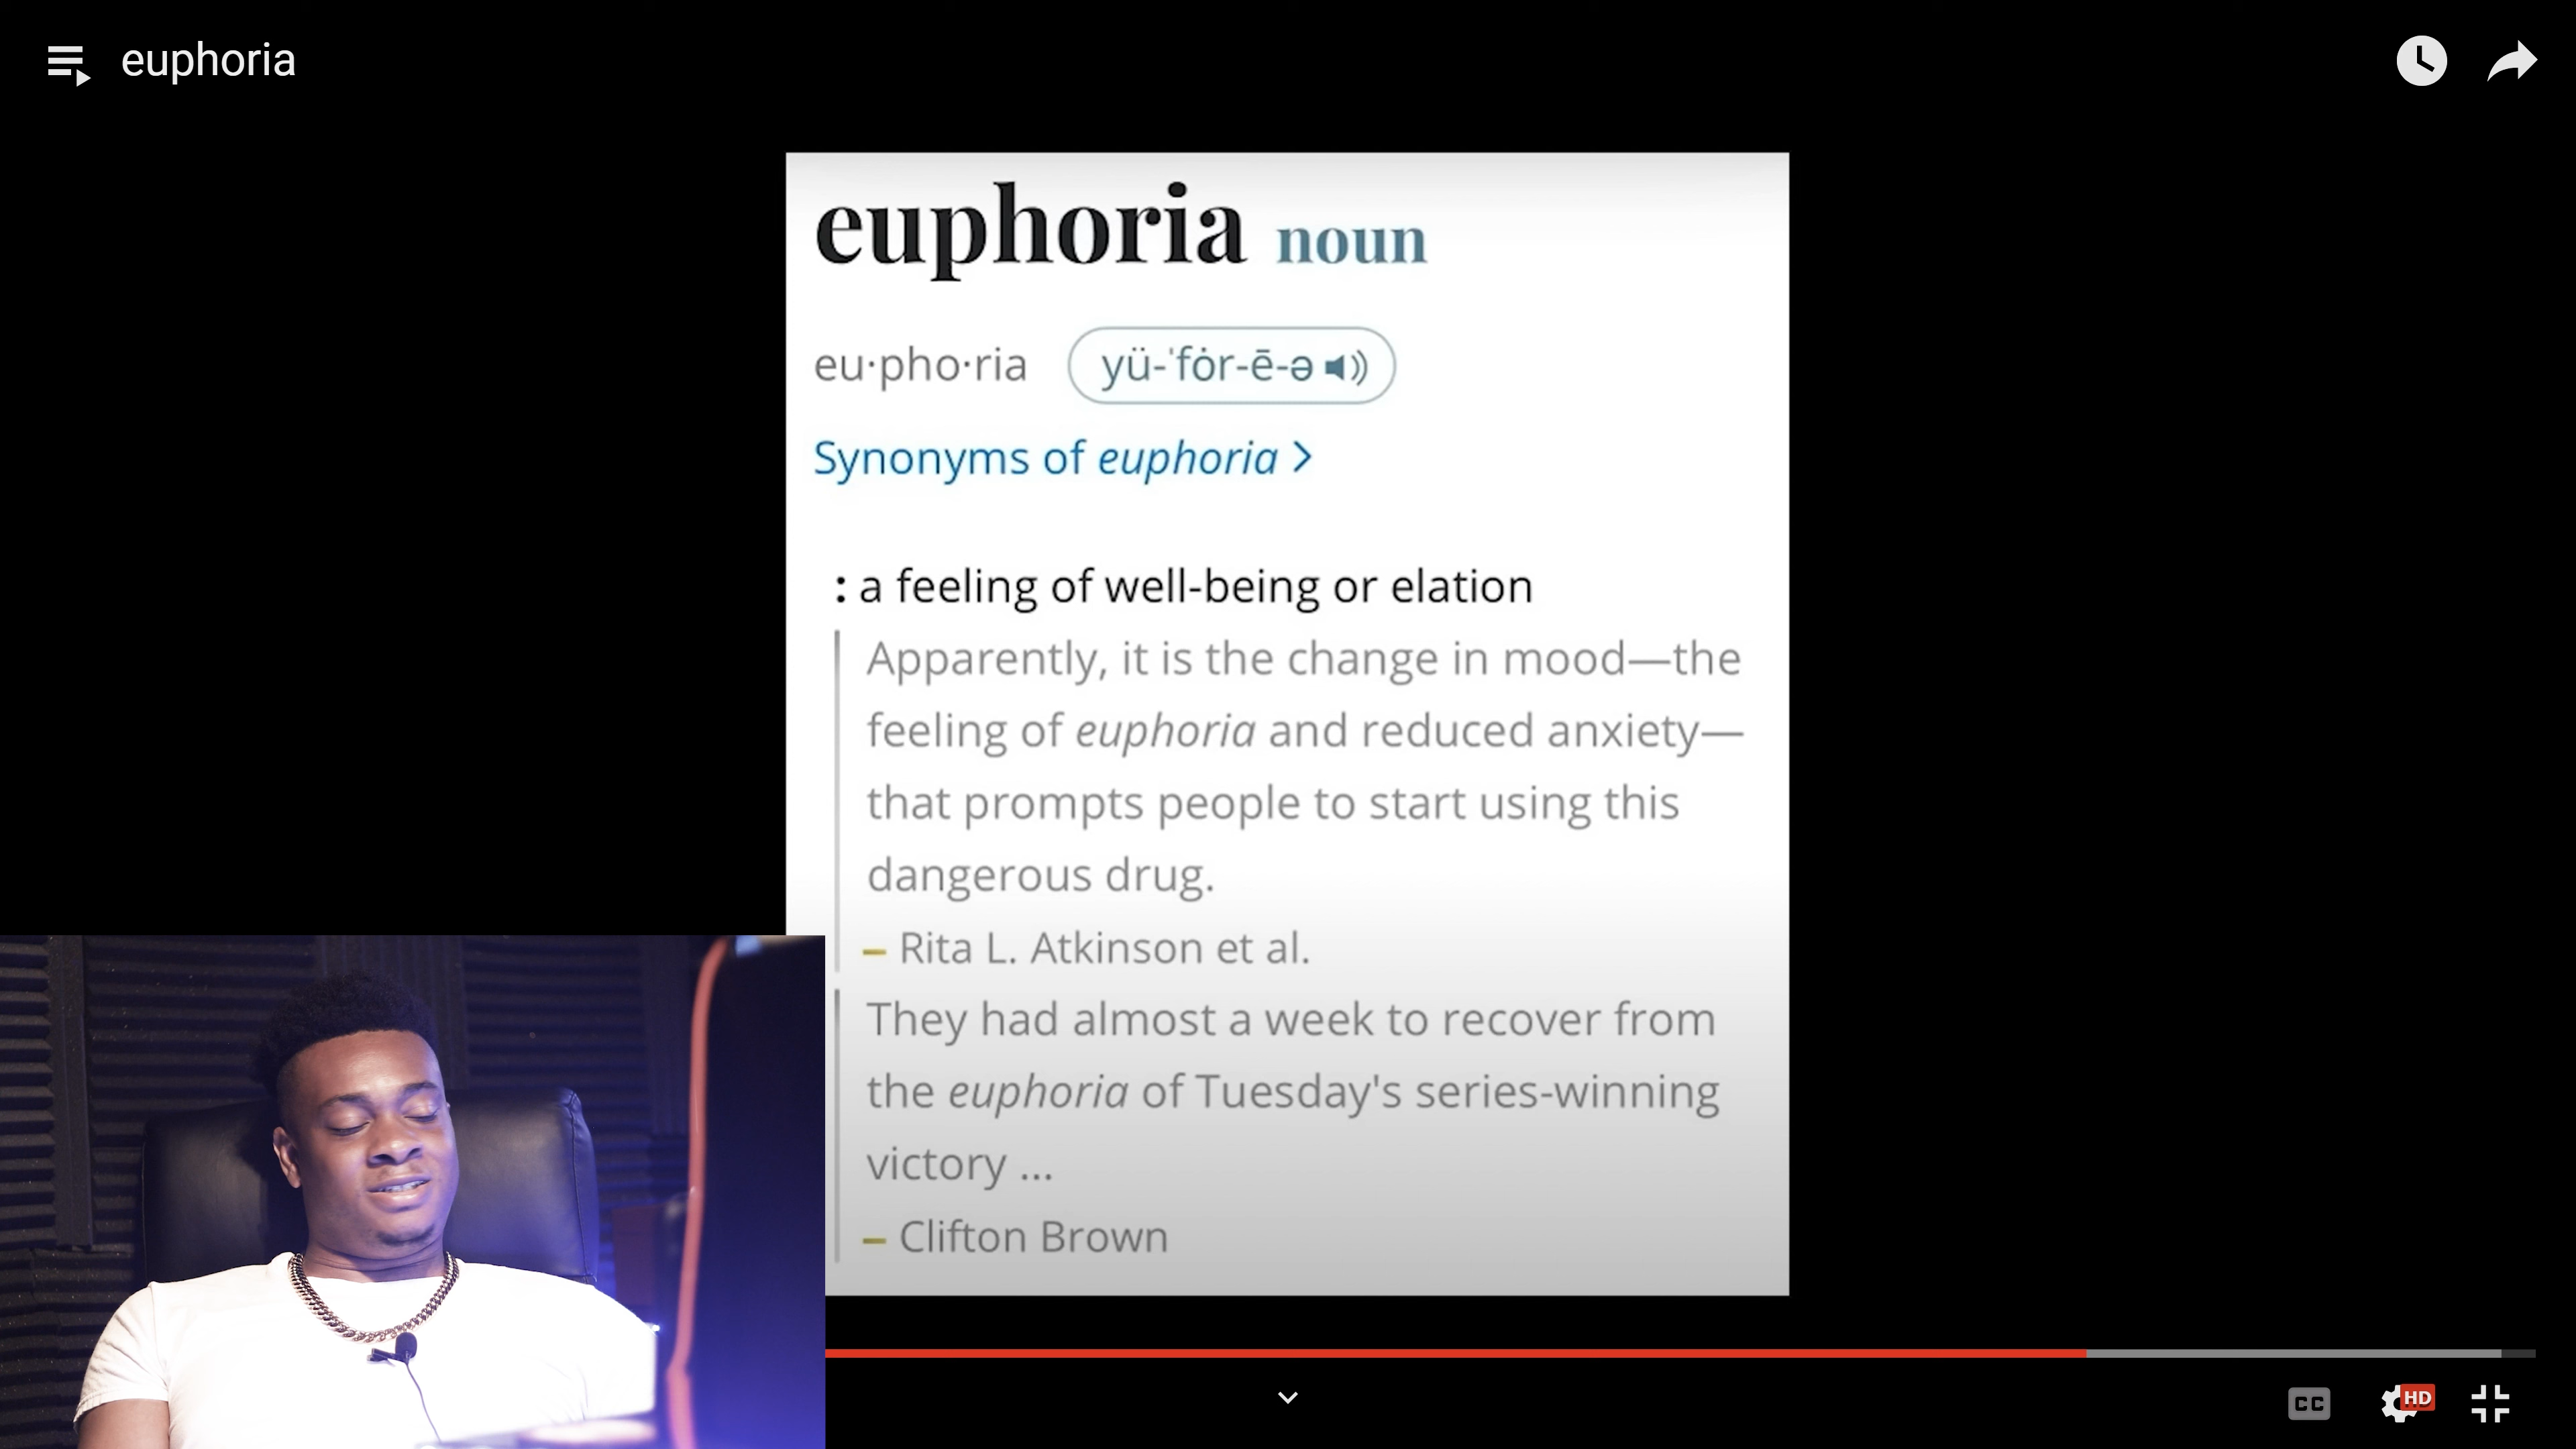 euphoria
euphoria noun
eu·pho·ria yü-ˈfȯr-ē-ə
Synonyms of euphoria >
: a feeling of well-being or elation
Apparently, it is the change in mood—the
feeling of euphoria and reduced anxiety—
that prompts people to start using this
dangerous drug.
– Rita L. Atkinson et al.
They had almost a week to recover from
the euphoria of Tuesday's series-winning
victory ...
– Clifton Brown
CC
HD